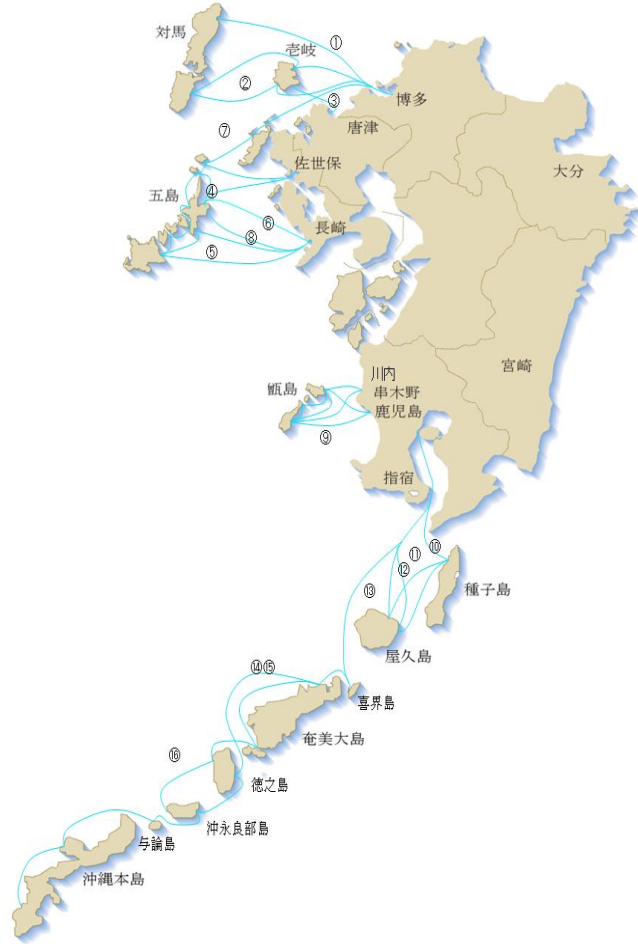 対馬
①
壱岐
②
③
博多
唐津
⑦
佐世保
大分
五島
④
⑥
長崎
⑧
⑤
川内
宮崎
甑島
串木野
鹿児島
⑨
指宿
⑪
⑩
⑫
種子島
⑬
屋久島
⑭⑮
喜界島
奄美大島
⑯
徳之島
沖永良部島
与論島
沖縄本島